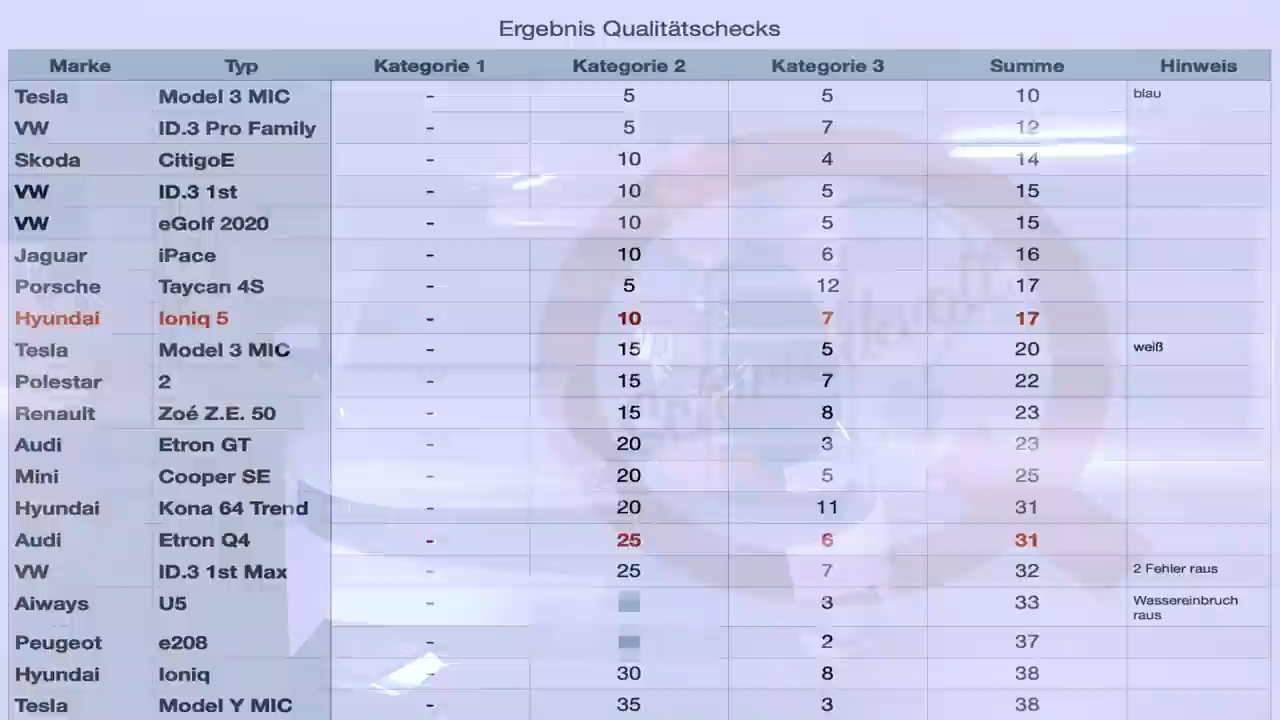 Ergebnis Qualitätschecks
Marke Typ Kategorie 1 Kategorie 2 Kategorie 3 Summe Hinweis
Tesla Model 3 MIC - 5 5 10 blau
VW ID.3 Pro Family - 5 7 12
Skoda CitigoE - 10 4 14
VW ID.3 1st - 10 5 15
VW eGolf 2020 - 10 5 15
Jaguar iPace - 10 6 16
Porsche Taycan 4S - 5 12 17
Hyundai Ioniq 5 - 10 7 17
Tesla Model 3 MIC - 15 5 20 weiß
Polestar 2 - 15 7 22
Renault Zoé Z.E. 50 - 15 8 23
Audi Etron GT - 20 3 23
Mini Cooper SE - 20 5 25
Hyundai Kona 64 Trend - 20 11 31
Audi Etron Q4 - 25 6 31
VW ID.3 1st Max - 25 7 32 2 Fehler raus
Aiways U5 - 3 33 Wassereinbruch
raus
Peugeot e208 - 2 37
Hyundai Ioniq - 30 8 38
Tesla Model Y MIC - 35 3 38